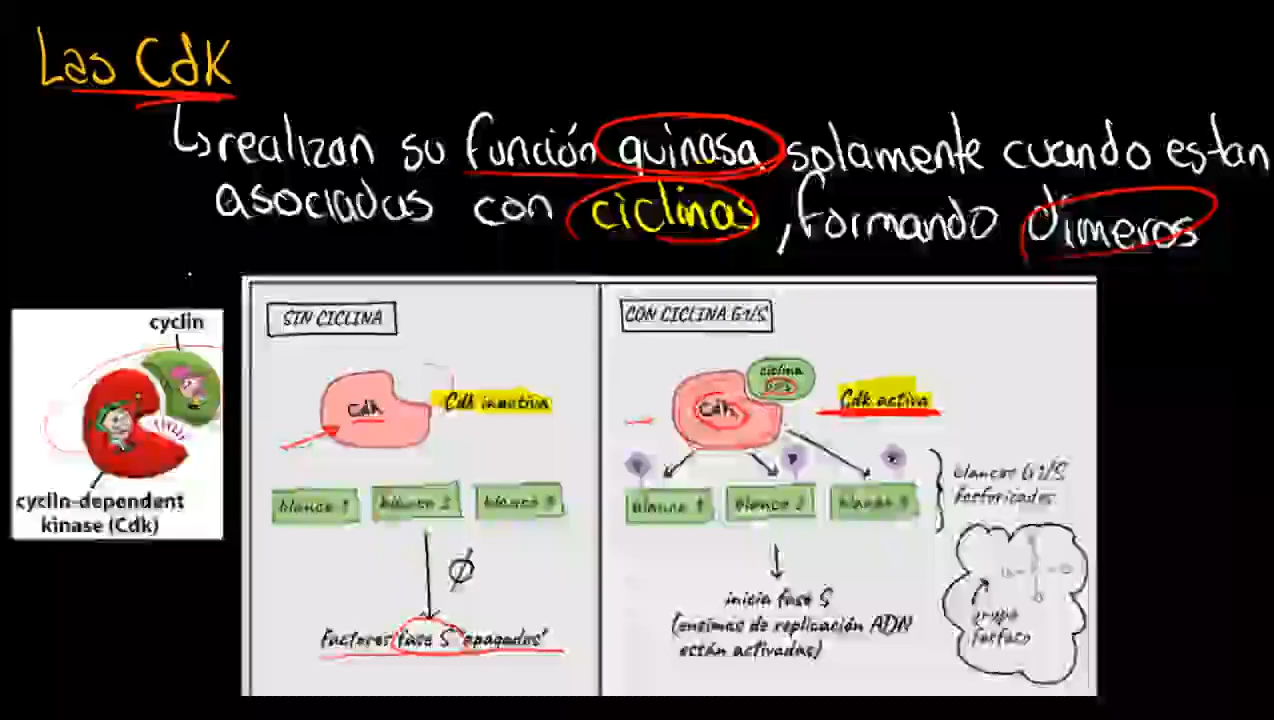 Las Cdk
realizan su función quinasa solamente cuando estan
asociadas con ciclinas, formando dimeros
cyclin
cyclin-dependent
kinase (Cdk)
SIN CICLINA
Cdk
Cdk inactiva
blanco 1 blanco 2 blanco 3
Ø
Factores fase S "apagados"
CON CICLINA G1/S
ciclina
G1/S
Cdk
Cdk activa
P P P
blanco 1 blanco 2 blanco 3
blancos G1/S
fosforilados
inicia fase S
(enzimas de replicación ADN
están activadas)
grupo
fosfato